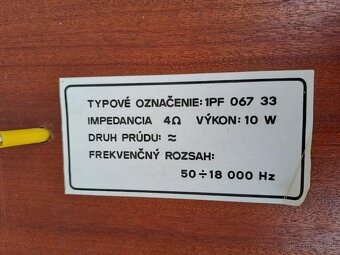 TYPOVÉ OZNAČENIE: 1PF 067 33
IMPEDANCIA 4Ω VÝKON: 10 W
DRUH PRÚDU: ≂
FREKVENČNÝ ROZSAH:
50÷18 000 Hz